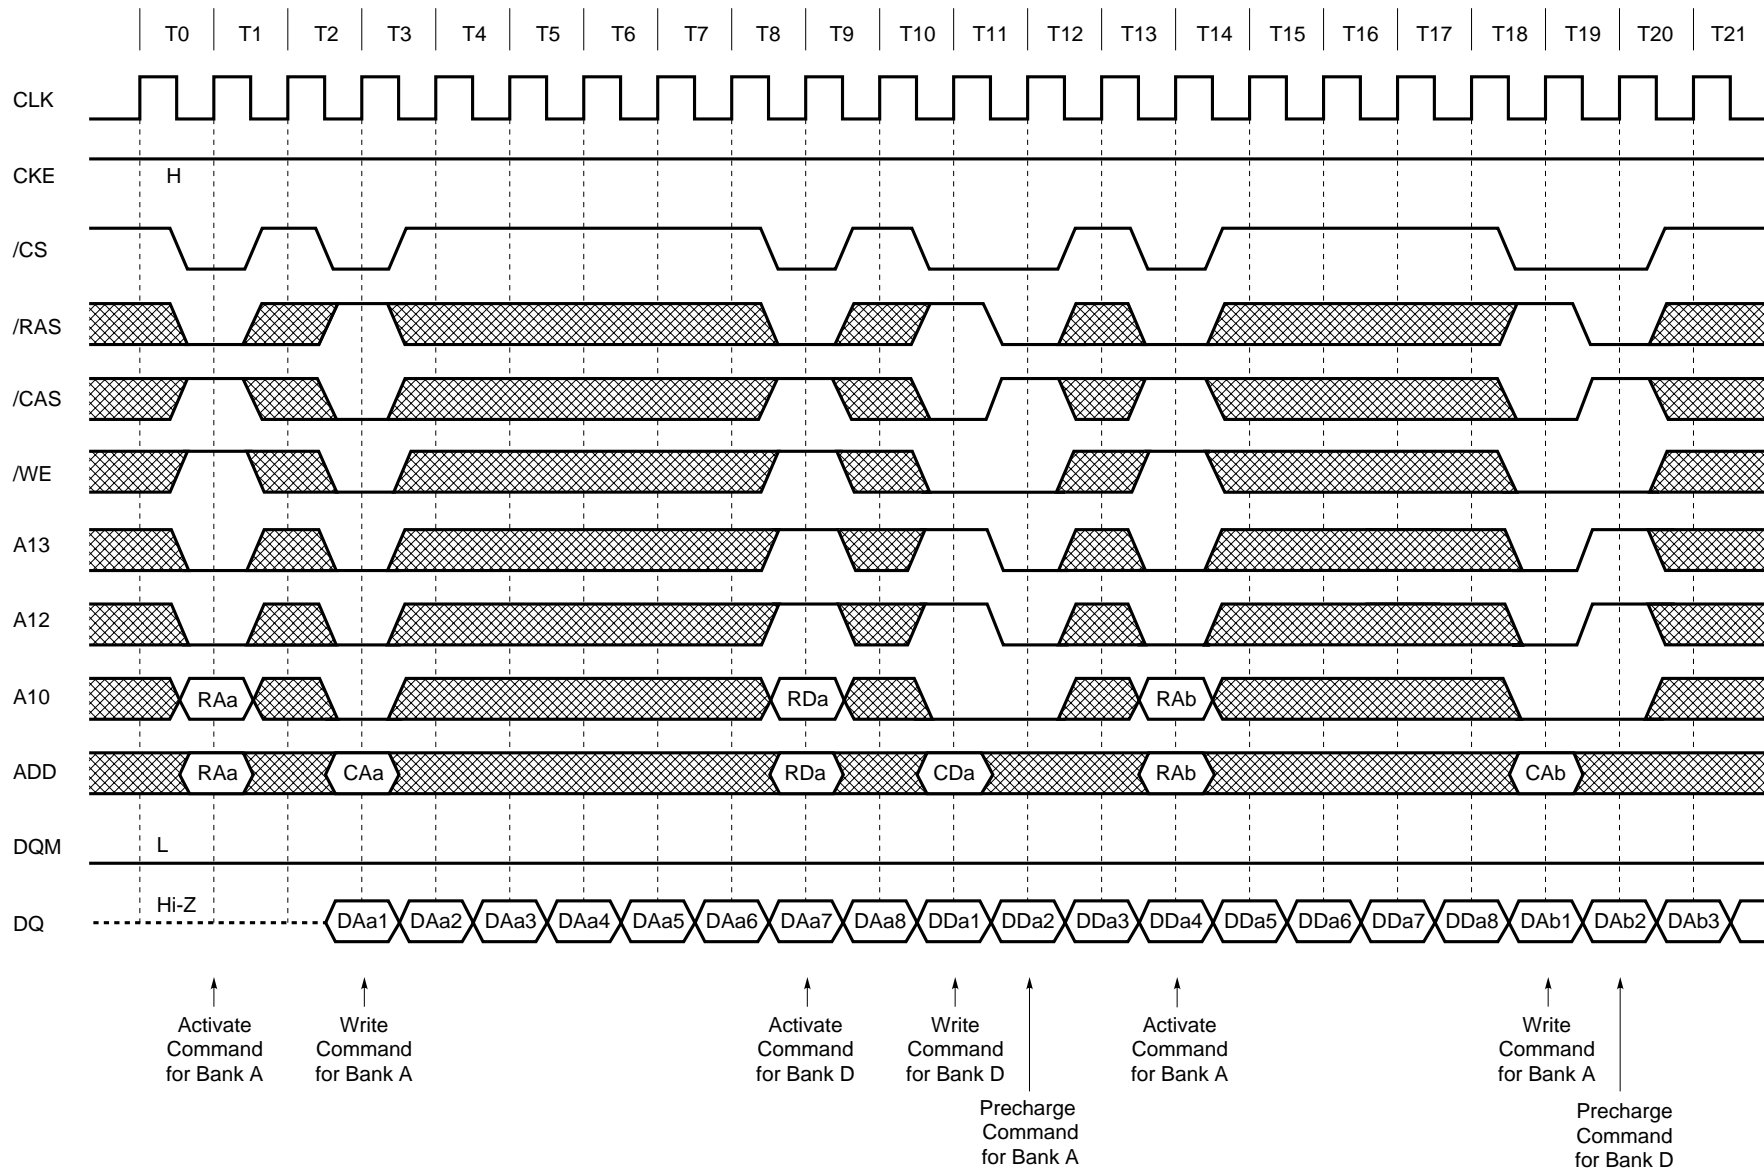 T0 T1 T2 T3 T4 T5 T6 T7 T8 T9 T10 T11 T12 T13 T14 T15 T16 T17 T18 T19 T20 T21
CLK
CKE H
/CS
/RAS
/CAS
/WE
A13
A12
A10 RAa RDa RAb
ADD RAa CAa RDa CDa RAb CAb
DQM L
DQ Hi-Z DAa1 DAa2 DAa3 DAa4 DAa5 DAa6 DAa7 DAa8 DDa1 DDa2 DDa3 DDa4 DDa5 DDa6 DDa7 DDa8 DAb1 DAb2 DAb3
Activate
Command
for Bank A
Write
Command
for Bank A
Activate
Command
for Bank D
Write
Command
for Bank D
Precharge
Command
for Bank A
Activate
Command
for Bank A
Write
Command
for Bank A
Precharge
Command
for Bank D